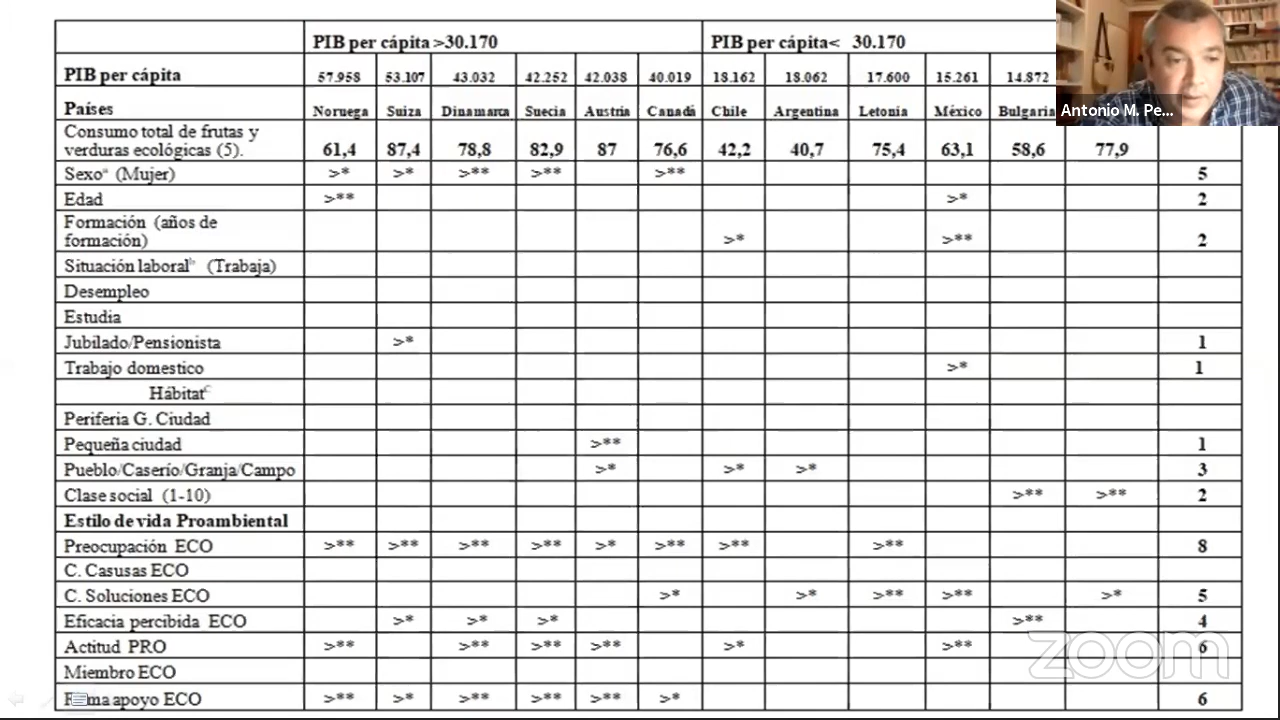 PIB per cápita >30.170 PIB per cápita< 30.170
PIB per cápita 57.958 53.107 43.032 42.252 42.038 40.019 18.162 18.062 17.600 15.261 14.872
Países Noruega Suiza Dinamarca Suecia Austria Canadá Chile Argentina Letonia México Bulgaria
Consumo total de frutas y
verduras ecológicas (5). 61,4 87,4 78,8 82,9 87 76,6 42,2 40,7 75,4 63,1 58,6 77,9
Sexoª (Mujer) >* >* >** >** >** 5
Edad >** >* 2
Formación (años de
formación) >* >** 2
Situación laboralᵇ (Trabaja)
Desempleo
Estudia
Jubilado/Pensionista >* 1
Trabajo domestico >* 1
Hábitatᶜ
Periferia G. Ciudad
Pequeña ciudad >** 1
Pueblo/Caserío/Granja/Campo >* >* >* 3
Clase social (1-10) >** >** 2
Estilo de vida Proambiental
Preocupación ECO >** >** >** >** >* >** >** >** 8
C. Casusas ECO
C. Soluciones ECO >* >* >** >** >* 5
Eficacia percibida ECO >* >* >* >** 4
Actitud PRO >** >** >** >** >* >** 6
Miembro ECO
apoyo ECO >** >* >** >** >** >* 6
Antonio M. Pe...
zoom